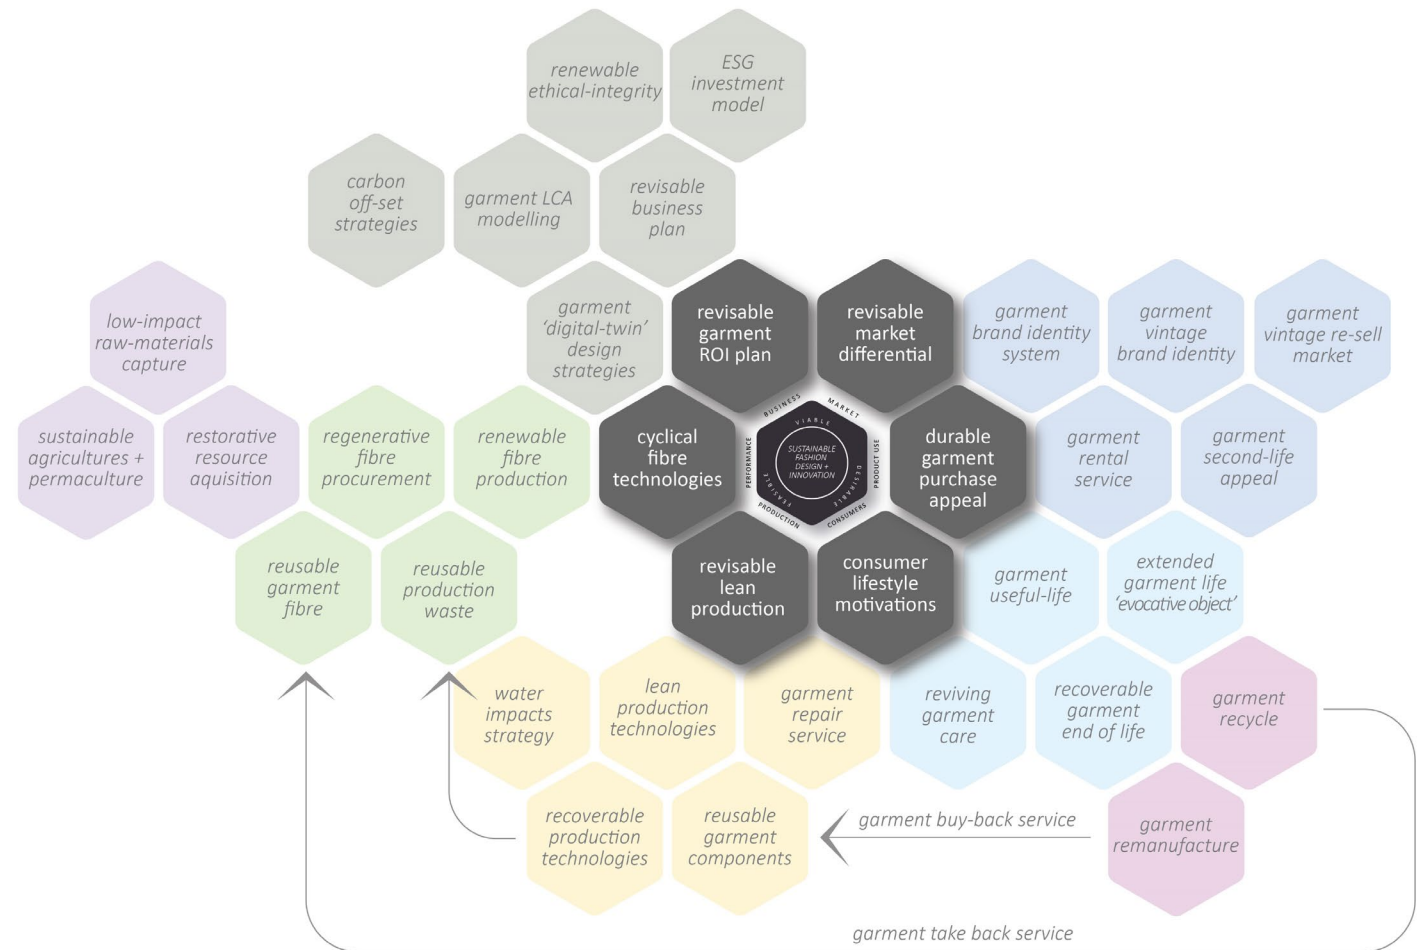 renewable
ethical-integrity
ESG
investment
model
carbon
off-set
strategies
garment LCA
modelling
revisable
business
plan
low-impact
raw-materials
capture
garment
‘digital-twin’
design
strategies
revisable
garment
ROI plan
revisable
market
differential
garment
brand identity
system
garment
vintage
brand identity
garment
vintage re-sell
market
sustainable
agricultures +
permaculture
restorative
resource
aquisition
regenerative
fibre
procurement
renewable
fibre
production
cyclical
fibre
technologies
BUSINESS
MARKET
PERFORMANCE
PRODUCT USE
PRODUCTION
CONSUMERS
VIABLE
FEASIBLE
DESIRABLE
SUSTAINABLE
FASHION
DESIGN +
INNOVATION
durable
garment
purchase
appeal
garment
rental
service
garment
second-life
appeal
reusable
garment
fibre
reusable
production
waste
revisable
lean
production
consumer
lifestyle
motivations
garment
useful-life
extended
garment life
‘evocative object’
water
impacts
strategy
lean
production
technologies
garment
repair
service
reviving
garment
care
recoverable
garment
end of life
garment
recycle
recoverable
production
technologies
reusable
garment
components
garment buy-back service
garment
remanufacture
garment take back service